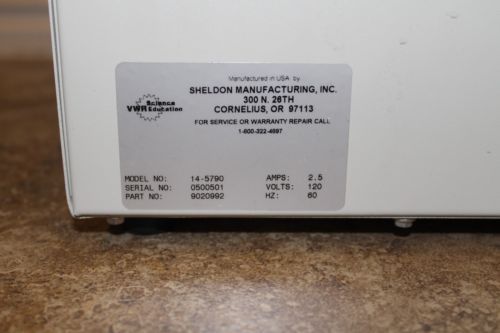 Manufactured in USA by
SHELDON MANUFACTURING, INC.
300 N. 26TH
CORNELIUS, OR 97113
VWR Science Education
FOR SERVICE OR WARRANTY REPAIR CALL
1-800-322-4897
MODEL NO: 14-5790 AMPS: 2.5
SERIAL NO: 0500501 VOLTS: 120
PART NO: 9020992 HZ: 60